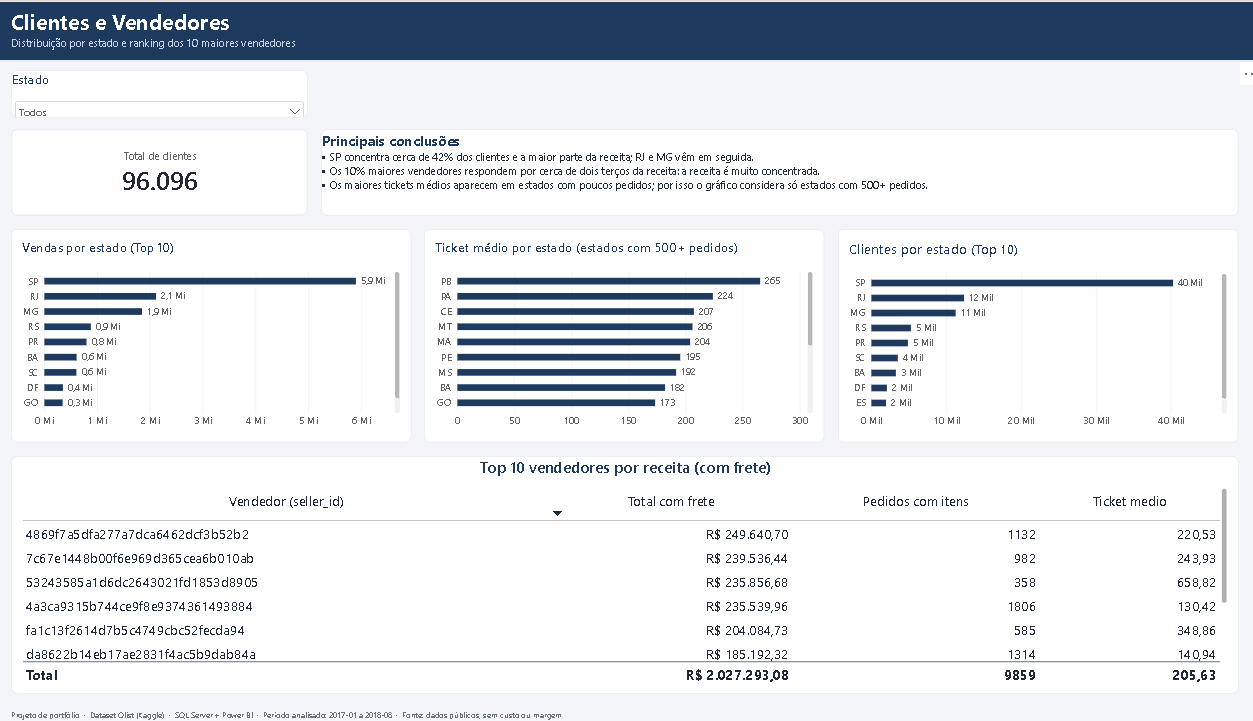 Clientes e Vendedores
Distribuição por estado e ranking dos 10 maiores vendedores
Estado
Todos
Total de clientes
96.096
Principais conclusões
• SP concentra cerca de 42% dos clientes e a maior parte da receita; RJ e MG vêm em seguida.
• Os 10% maiores vendedores respondem por cerca de dois terços da receita: a receita é muito concentrada.
• Os maiores tickets médios aparecem em estados com poucos pedidos; por isso o gráfico considera só estados com 500+ pedidos.
Vendas por estado (Top 10)
SP 5,9 Mi
RJ 2,1 Mi
MG 1,9 Mi
RS 0,9 Mi
PR 0,8 Mi
BA 0,6 Mi
SC 0,6 Mi
DF 0,4 Mi
GO 0,3 Mi
0 Mi 1 Mi 2 Mi 3 Mi 4 Mi 5 Mi 6 Mi
Ticket médio por estado (estados com 500+ pedidos)
PB 265
PA 224
CE 207
MT 206
MA 204
PE 195
MS 192
BA 182
GO 173
0 50 100 150 200 250 300
Clientes por estado (Top 10)
SP 40 Mil
RJ 12 Mil
MG 11 Mil
RS 5 Mil
PR 5 Mil
SC 4 Mil
BA 3 Mil
DF 2 Mil
ES 2 Mil
0 Mil 10 Mil 20 Mil 30 Mil 40 Mil
Top 10 vendedores por receita (com frete)
Vendedor (seller_id) Total com frete Pedidos com itens Ticket medio
4869f7a5dfa277a7dca6462dcf3b52b2 R$ 249.640,70 1132 220,53
7c67e1448b00f6e969d365cea6b010ab R$ 239.536,44 982 243,93
53243585a1d6dc2643021fd1853d8905 R$ 235.856,68 358 658,82
4a3ca9315b744ce9f8e9374361493884 R$ 235.539,96 1806 130,42
fa1c13f2614d7b5c4749cbc52fecda94 R$ 204.084,73 585 348,86
da8622b14eb17ae2831f4ac5b9dab84a R$ 185.192,32 1314 140,94
Total R$ 2.027.293,08 9859 205,63
Projeto de portfólio · Dataset Olist (Kaggle) · SQL Server + Power BI · Período analisado: 2017-01 a 2018-08 · Fonte: dados públicos, sem custo ou margem